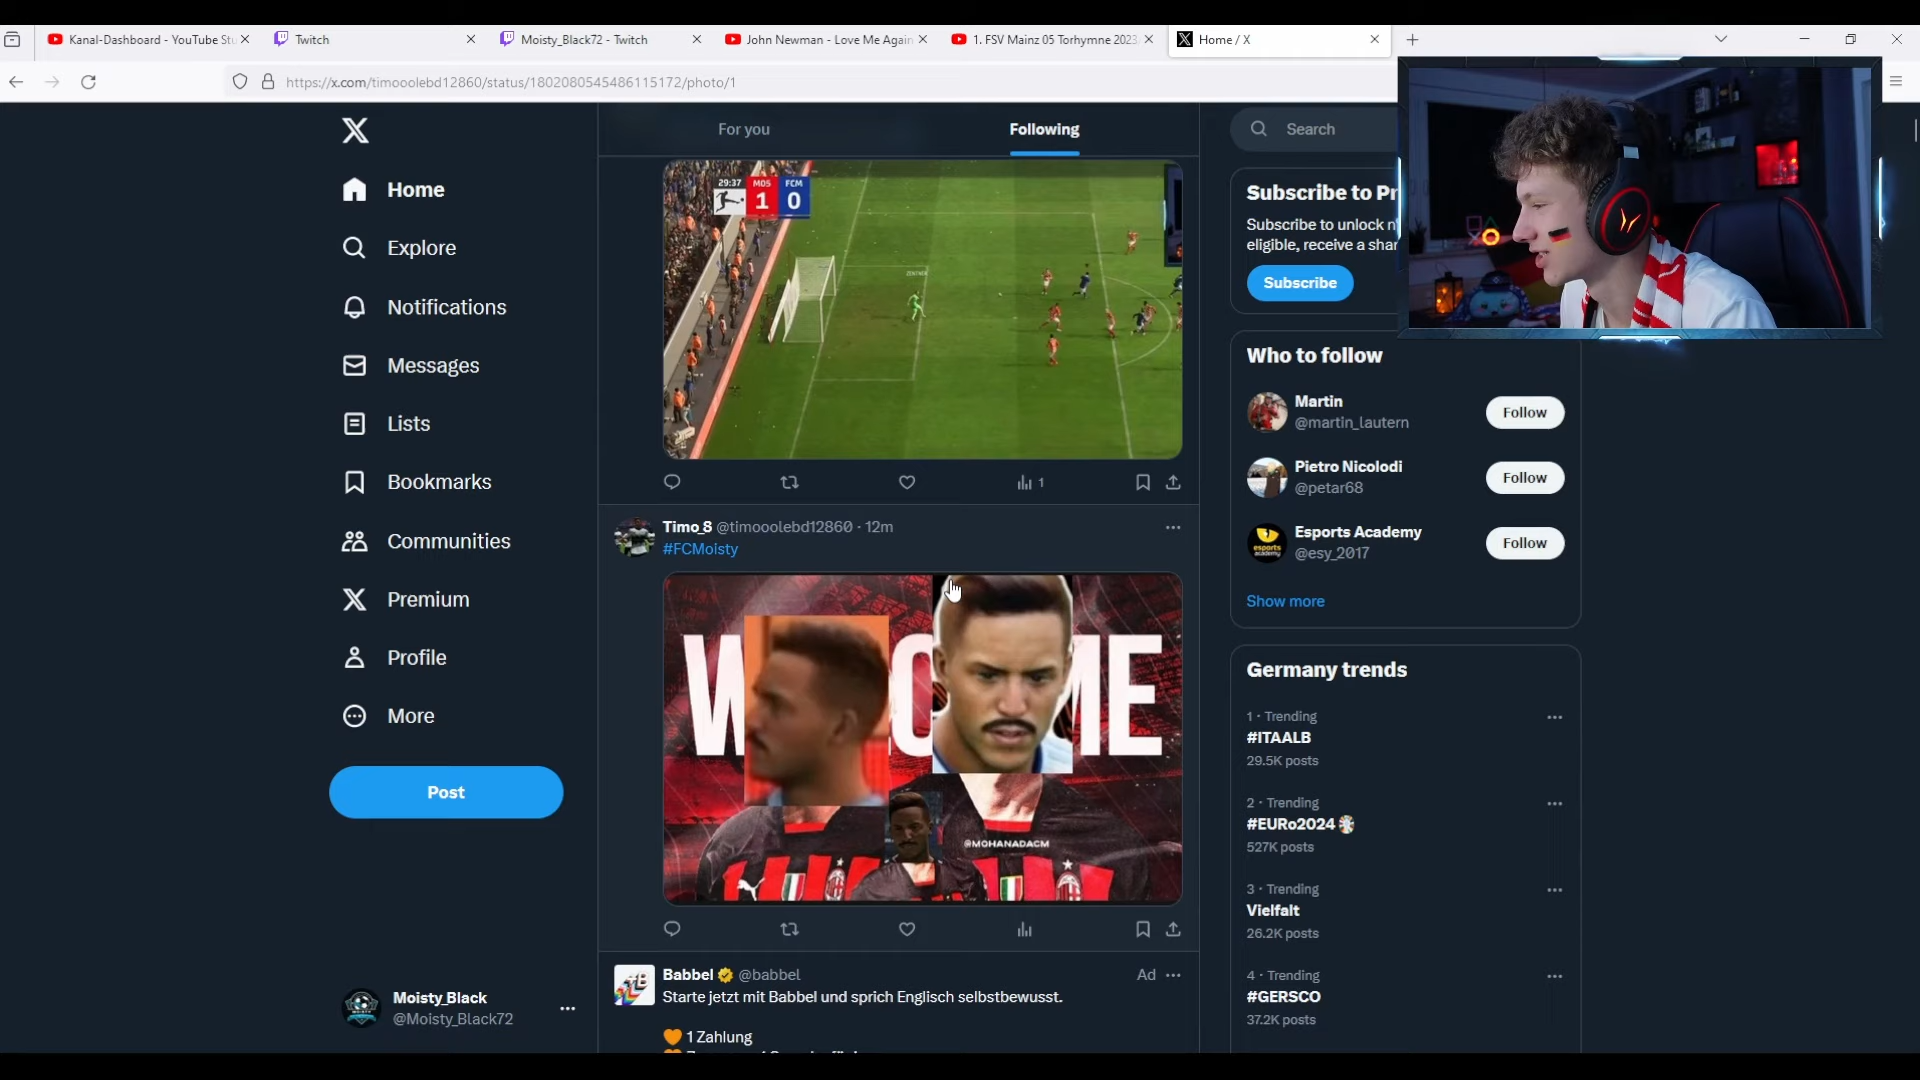 Kanal-Dashboard - YouTube Stu
Twitch
Moisty_Black72 - Twitch
John Newman - Love Me Again
1. FSV Mainz 05 Torhymne 2023
Home / X
https://x.com/timooolebd12860/status/1802080545486115172/photo/1
Home
Explore
Notifications
Messages
Lists
Bookmarks
Communities
Premium
Profile
More
Post
Moisty_Black
@Moisty_Black72
For you
Following
29:37 M05 FCM
1 0
ZENTNER
1
Timo_8 @timooolebd12860 · 12m
#FCMoisty
ME
@MOHANADACM
Babbel @babbel
Ad
Starte jetzt mit Babbel und sprich Englisch selbstbewusst.
1 Zahlung
Search
Subscribe to Pr
Subscribe to unlock n
eligible, receive a shar
Subscribe
Who to follow
Martin
@martin_lautern
Follow
Pietro Nicolodi
@petar68
Follow
Esports Academy
@esy_2017
Follow
Show more
Germany trends
1 · Trending
#ITAALB
29.5K posts
2 · Trending
#EURo2024
527K posts
3 · Trending
Vielfalt
26.2K posts
4 · Trending
#GERSCO
37.2K posts